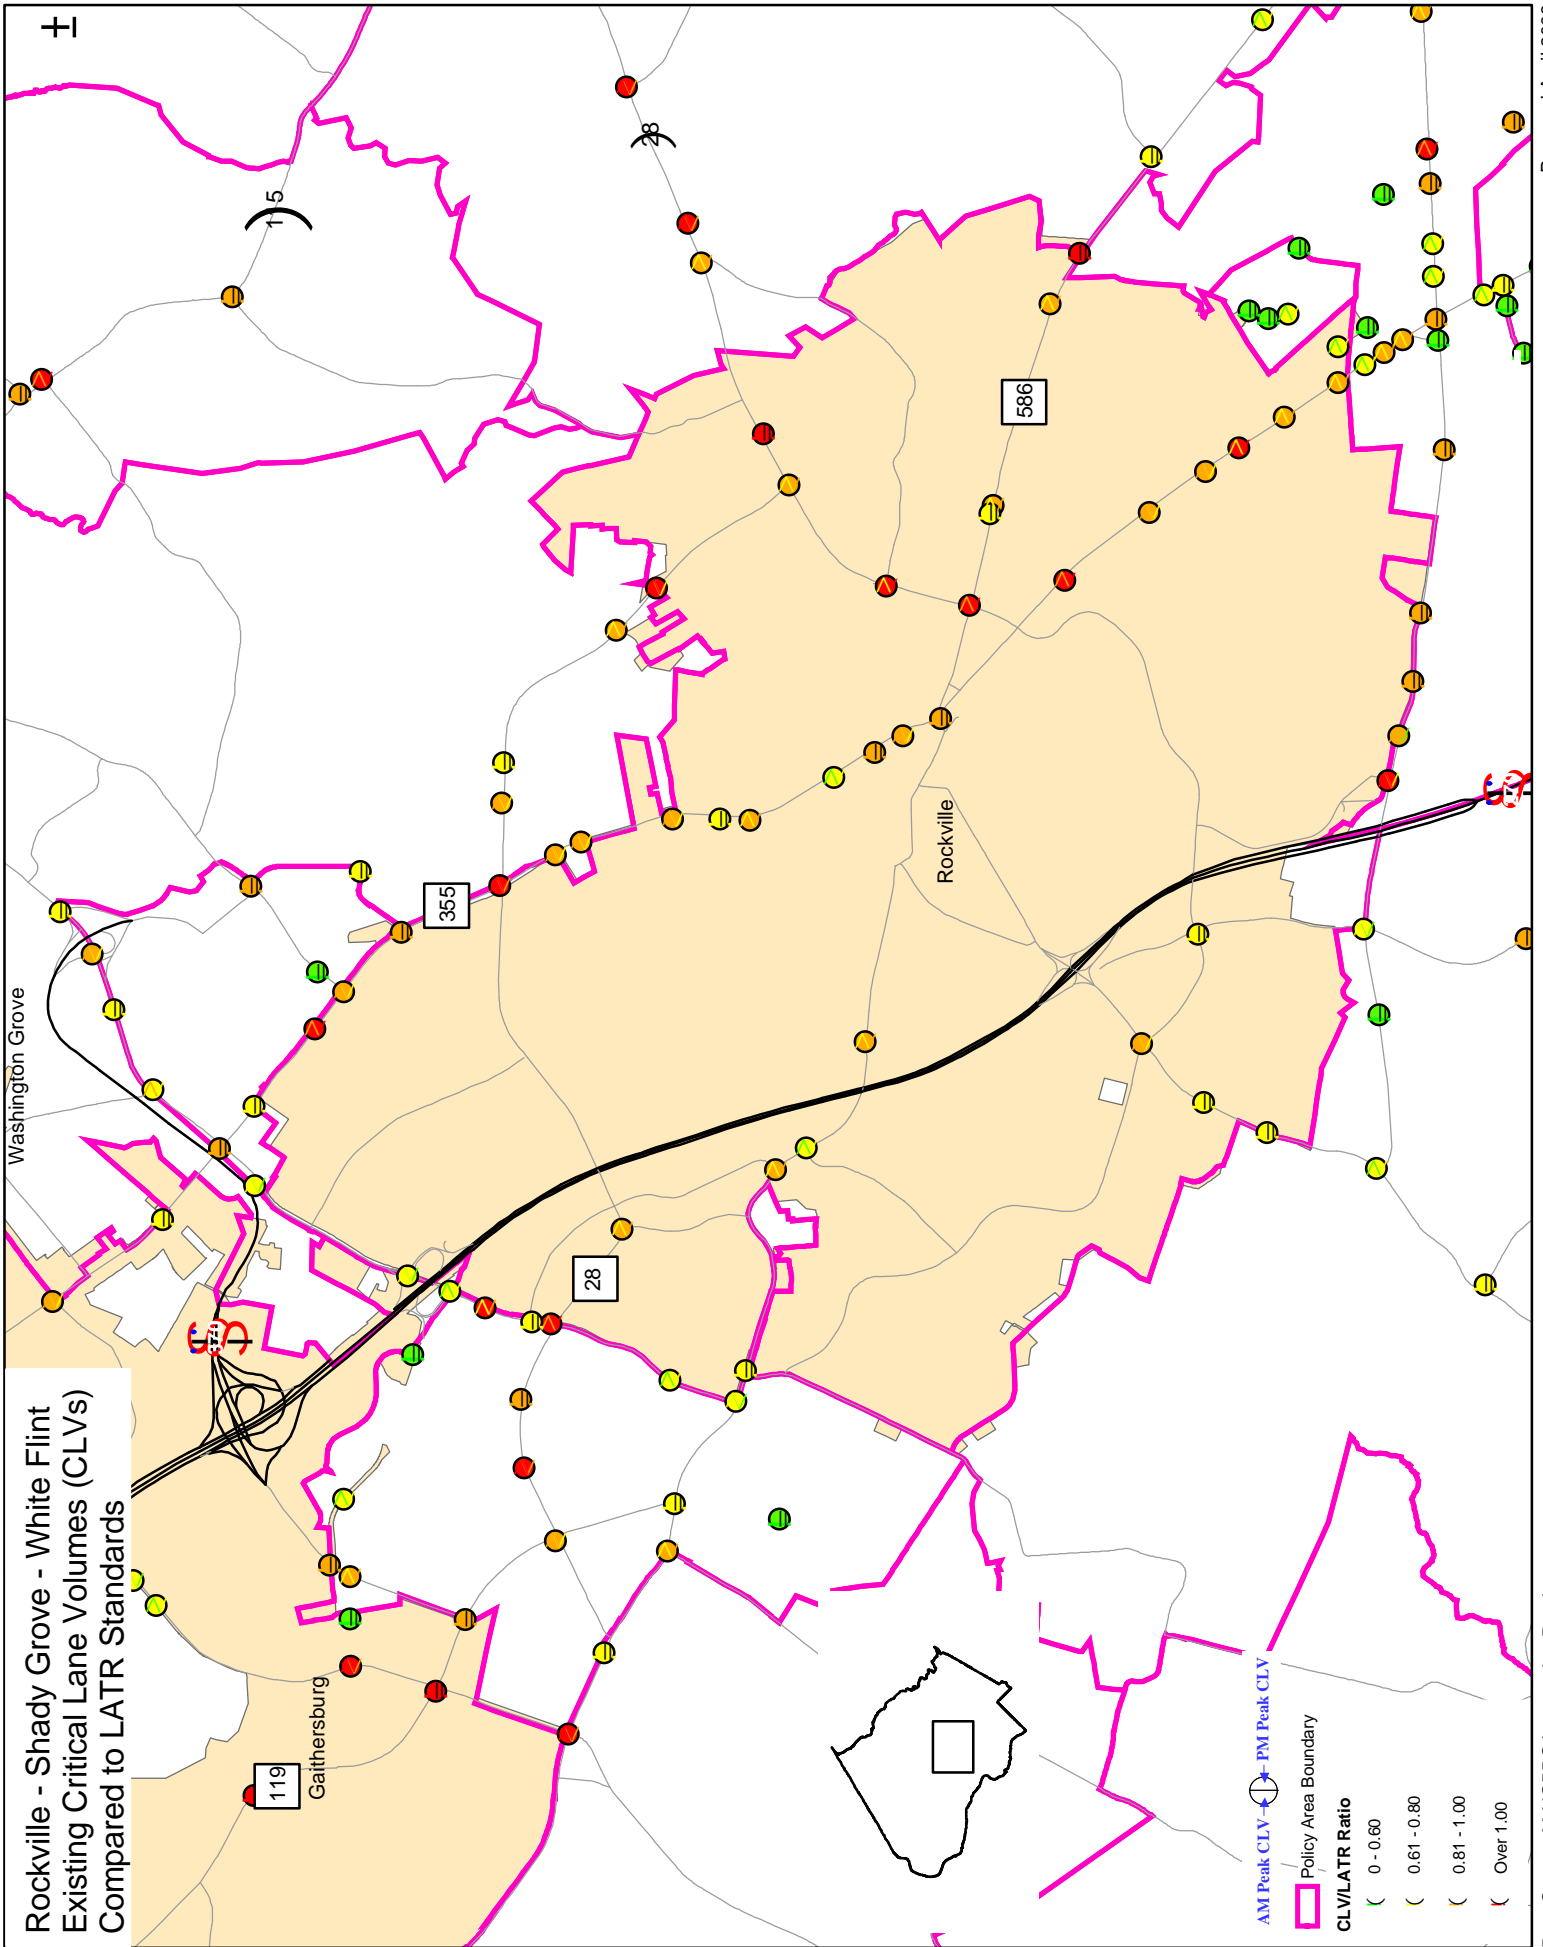 Rockville - Shady Grove - White Flint
Existing Critical Lane Volumes (CLVs)
Compared to LATR Standards
Washington Grove
Gaithersburg
Rockville
119
355
28
586
28
AM Peak CLV
PM Peak CLV
Policy Area Boundary
CLV/LATR Ratio
0 - 0.60
0.61 - 0.80
0.81 - 1.00
Over 1.00